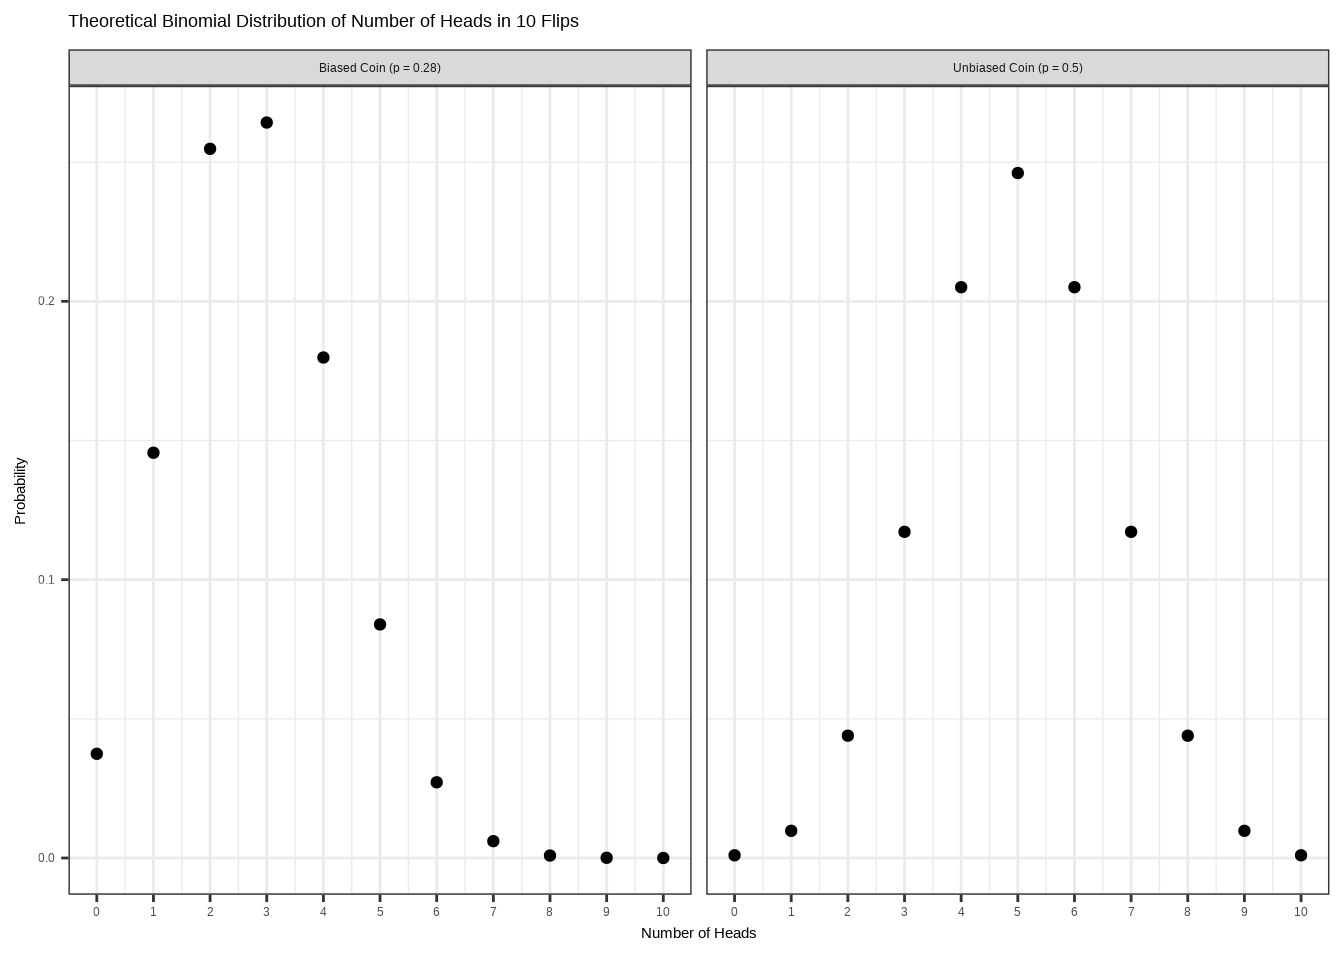 Theoretical Binomial Distribution of Number of Heads in 10 Flips
Biased Coin (p = 0.28)
Unbiased Coin (p = 0.5)
Probability
0.2
0.1
0.0
0 1 2 3 4 5 6 7 8 9 10
0 1 2 3 4 5 6 7 8 9 10
Number of Heads